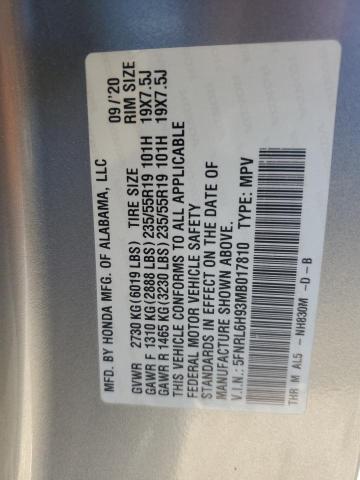 MFD. BY HONDA MFG. OF ALABAMA, LLC 09/'20
GVWR 2730 KG(6019 LBS) TIRE SIZE RIM SIZE
GAWR F 1310 KG(2888 LBS) 235/55R19 101H 19X7.5J
GAWR R 1465 KG(3230 LBS) 235/55R19 101H 19X7.5J
THIS VEHICLE CONFORMS TO ALL APPLICABLE
FEDERAL MOTOR VEHICLE SAFETY
STANDARDS IN EFFECT ON THE DATE OF
MANUFACTURE SHOWN ABOVE.
V.I.N.: 5FNRL6H93MB017810 TYPE: MPV
THR M AL5 - NH830M -D-B